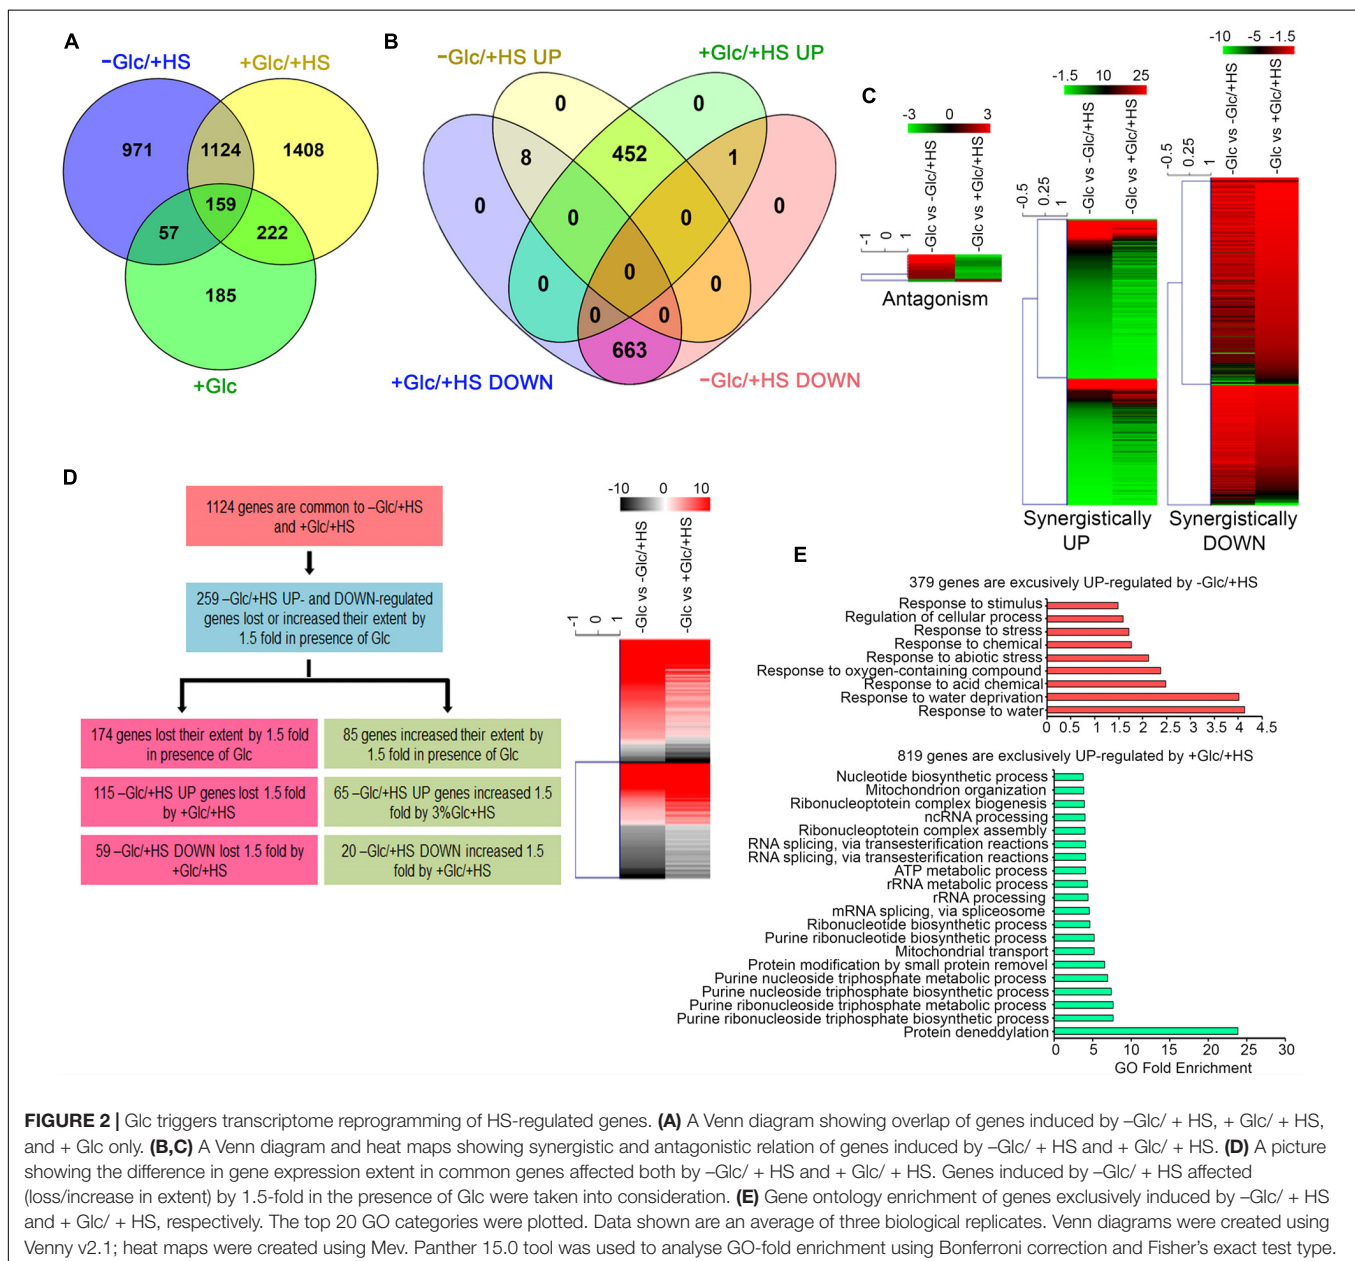 A
−Glc/+HS
+Glc/+HS
971
1124
1408
159
57
222
185
+Glc
B
−Glc/+HS UP
+Glc/+HS UP
0
0
8
452
1
0
0
0
0
0
0
0
0
0
663
+Glc/+HS DOWN
−Glc/+HS DOWN
C
-3 0 3
-Glc vs -Glc/+HS
-Glc vs +Glc/+HS
-1 0 1
Antagonism
-1.5 10 25
-Glc vs -Glc/+HS
-Glc vs +Glc/+HS
-0.5 0.25 1
Synergistically
UP
-10 -5 -1.5
-Glc vs -Glc/+HS
-Glc vs +Glc/+HS
-0.5 0.25 1
Synergistically
DOWN
D
1124 genes are common to –Glc/+HS
and +Glc/+HS
259 –Glc/+HS UP- and DOWN-regulated
genes lost or increased their extent by
1.5 fold in presence of Glc
174 genes lost their extent by 1.5 fold
in presence of Glc
85 genes increased their extent by
1.5 fold in presence of Glc
115 –Glc/+HS UP genes lost 1.5 fold
by +Glc/+HS
65 –Glc/+HS UP genes increased 1.5
fold by 3%Glc+HS
59 –Glc/+HS DOWN lost 1.5 fold by
+Glc/+HS
20 –Glc/+HS DOWN increased 1.5
fold by +Glc/+HS
-10 0 10
-Glc vs -Glc/+HS
-Glc vs +Glc/+HS
-1 0 1
E
379 genes are excusively UP-regulated by -Glc/+HS
Response to stimulus
Regulation of cellular process
Response to stress
Response to chemical
Response to abiotic stress
Response to oxygen-containing compound
Response to acid chemical
Response to water deprivation
Response to water
0 0.5 1 1.5 2 2.5 3 3.5 4 4.5
819 genes are exclusively UP-regulated by +Glc/+HS
Nucleotide biosynthetic process
Mitochondrion organization
Ribonucleoptotein complex biogenesis
ncRNA processing
Ribonucleoptotein complex assembly
RNA splicing, via transesterification reactions
RNA splicing, via transesterification reactions
ATP metabolic process
rRNA metabolic process
rRNA processing
mRNA splicing, via spliceosome
Ribonucleotide biosynthetic process
Purine ribonucleotide biosynthetic process
Mitochondrial transport
Protein modification by small protein removel
Purine nucleoside triphosphate metabolic process
Purine nucleoside triphosphate biosynthetic process
Purine ribonucleoside triphosphate metabolic process
Purine ribonucleoside triphosphate biosynthetic process
Protein deneddylation
0 5 10 15 20 25 30
GO Fold Enrichment
FIGURE 2 | Glc triggers transcriptome reprogramming of HS-regulated genes. (A) A Venn diagram showing overlap of genes induced by –Glc/ + HS, + Glc/ + HS,
and + Glc only. (B,C) A Venn diagram and heat maps showing synergistic and antagonistic relation of genes induced by –Glc/ + HS and + Glc/ + HS. (D) A picture
showing the difference in gene expression extent in common genes affected both by –Glc/ + HS and + Glc/ + HS. Genes induced by –Glc/ + HS affected
(loss/increase in extent) by 1.5-fold in the presence of Glc were taken into consideration. (E) Gene ontology enrichment of genes exclusively induced by –Glc/ + HS
and + Glc/ + HS, respectively. The top 20 GO categories were plotted. Data shown are an average of three biological replicates. Venn diagrams were created using
Venny v2.1; heat maps were created using Mev. Panther 15.0 tool was used to analyse GO-fold enrichment using Bonferroni correction and Fisher's exact test type.